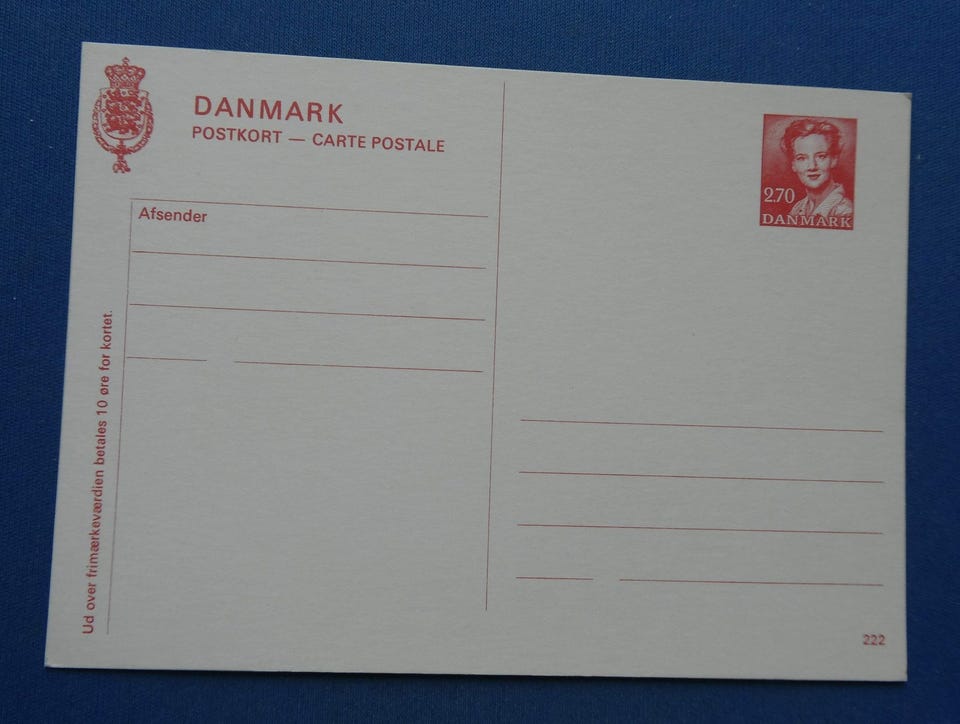 DANMARK
POSTKORT — CARTE POSTALE
Afsender
Ud over frimærkeværdien betales 10 øre for kortet.
2.70
DANMARK
222